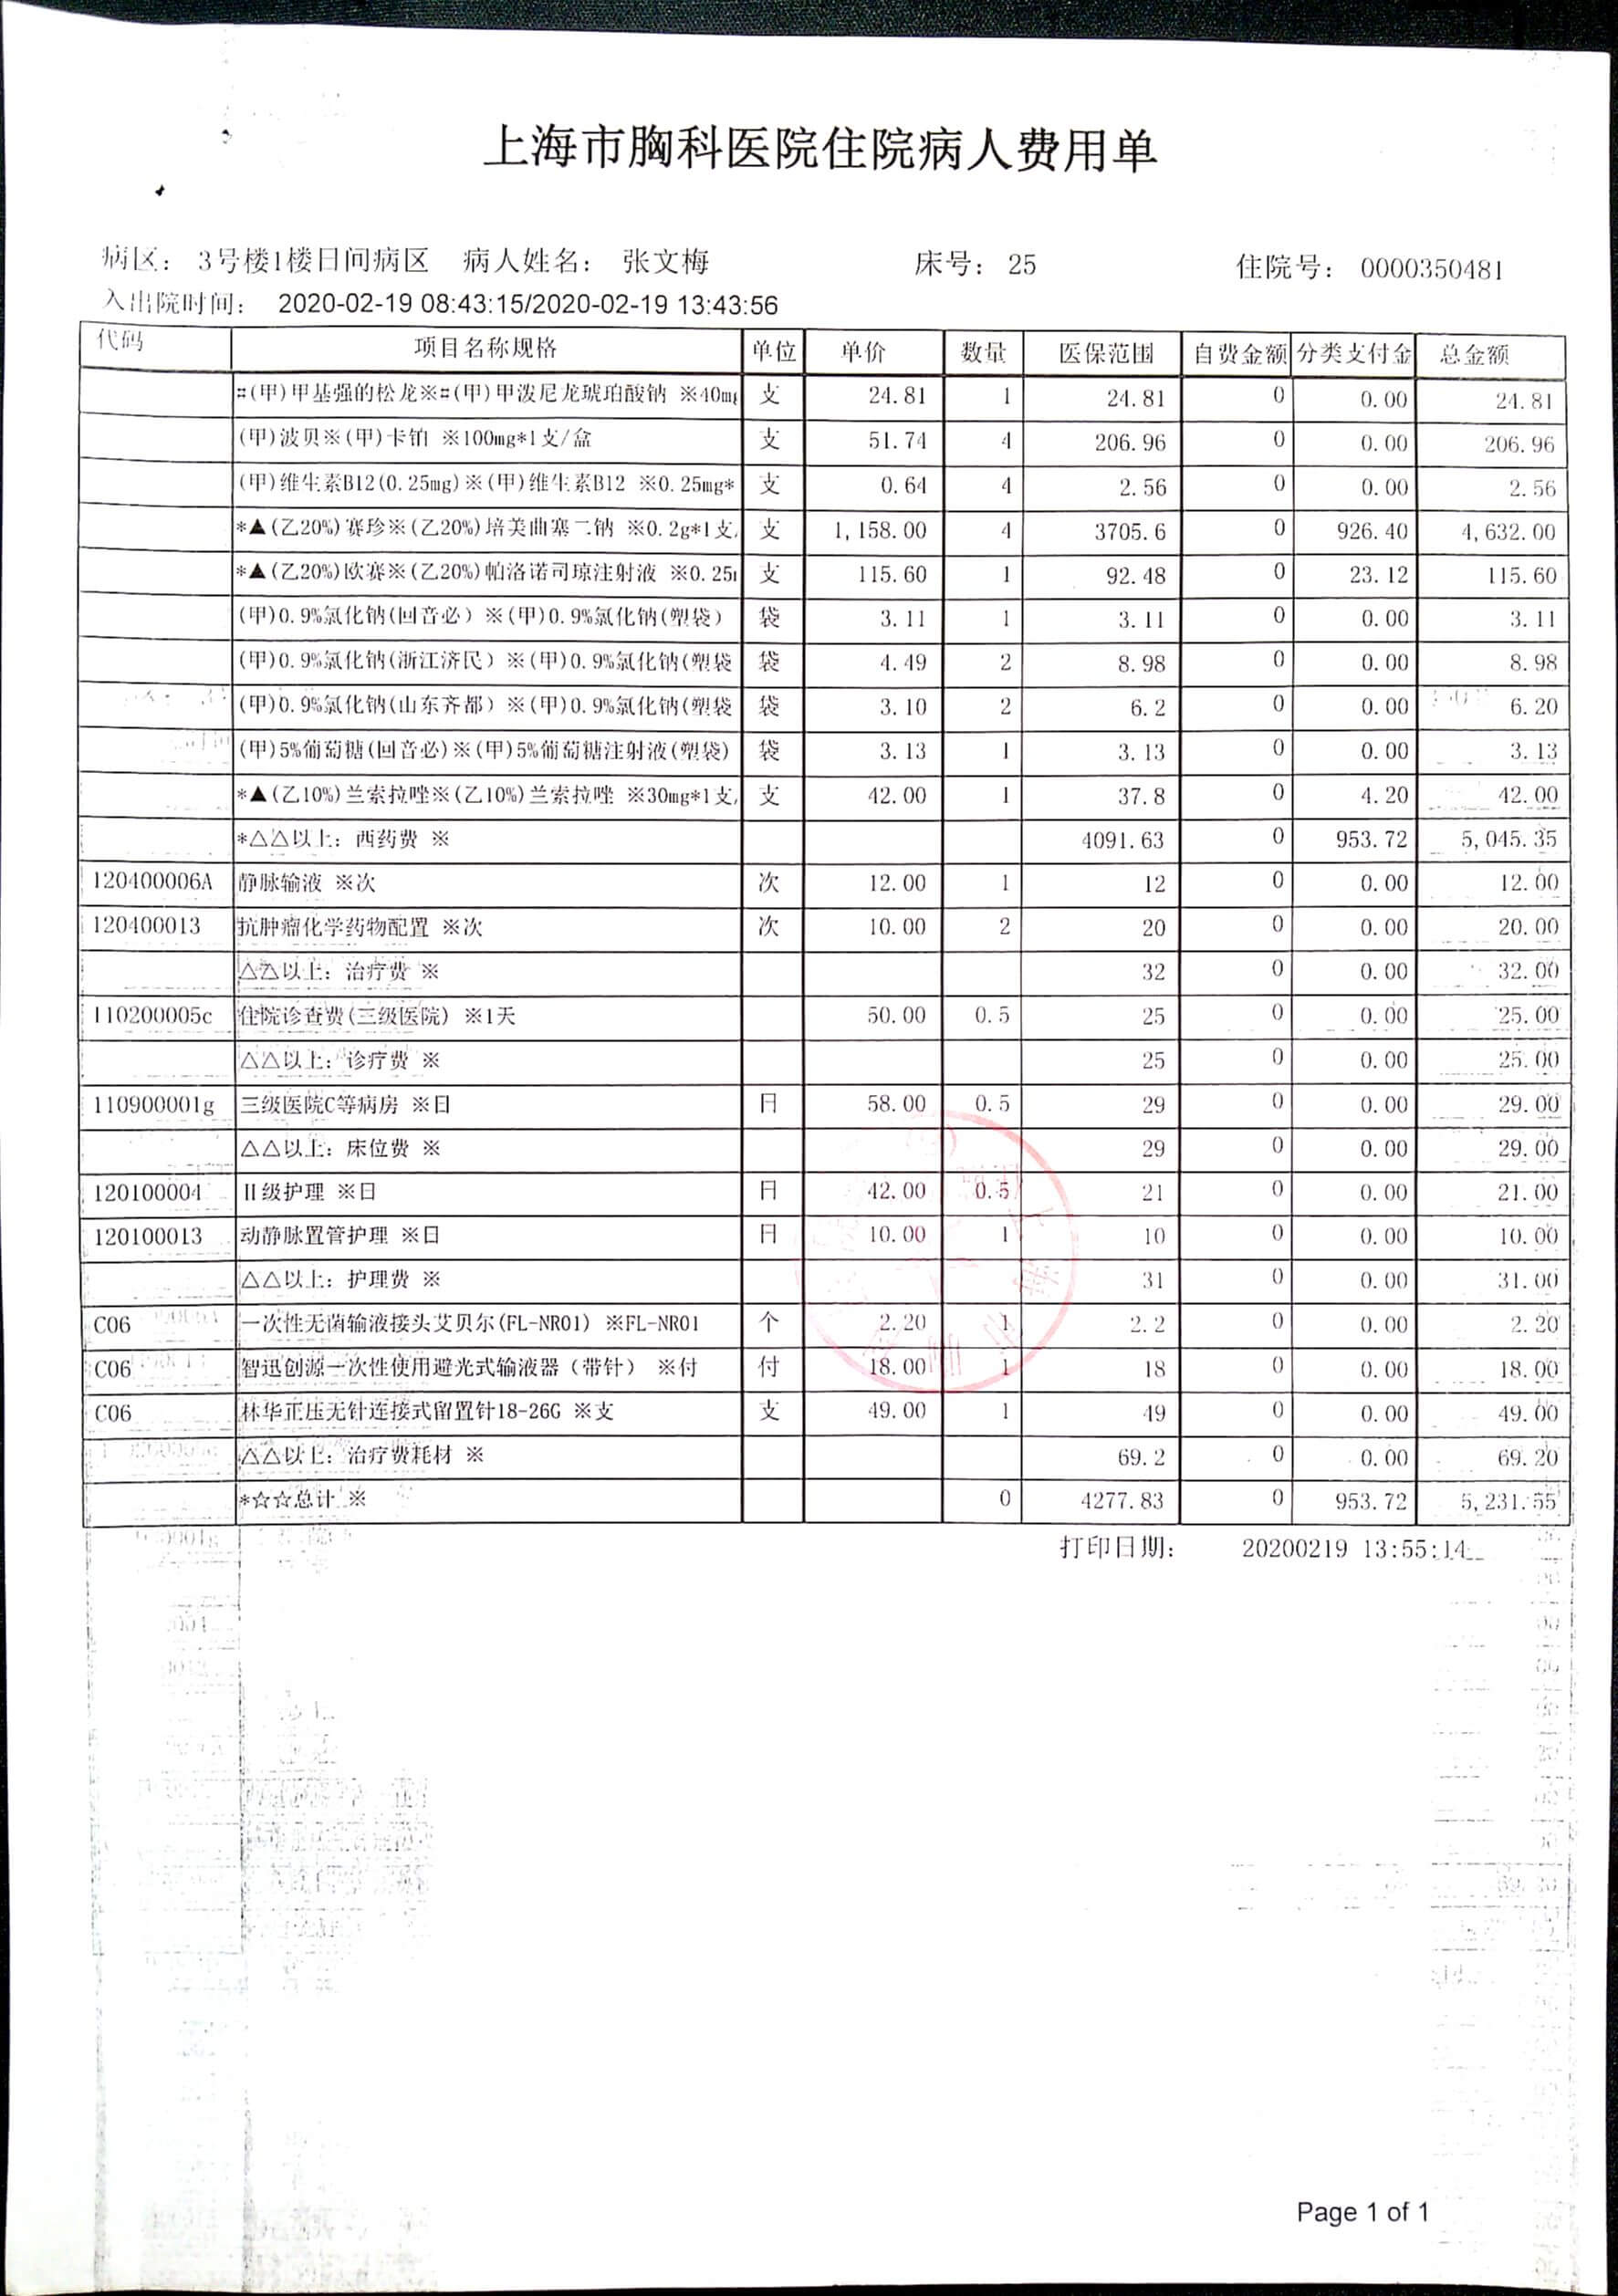 上海市胸科医院住院病人费用单
病区： 3号楼1楼日间病区 病人姓名： 张文梅 床号：25 住院号： 0000350481
入出院时间： 2020-02-19 08:43:15/2020-02-19 13:43:56
代码 项目名称规格 单位 单价 数量 医保范围 自费金额 分类支付金 总金额
¤(甲)甲基强的松龙※¤(甲)甲泼尼龙琥珀酸钠 ※40mg 支 24.81 1 24.81 0 0.00 24.81
(甲)波贝※(甲)卡铂 ※100mg*1支/盒 支 51.74 4 206.96 0 0.00 206.96
(甲)维生素B12(0.25mg)※(甲)维生素B12 ※0.25mg* 支 0.64 4 2.56 0 0.00 2.56
*▲(乙20%)赛珍※(乙20%)培美曲塞二钠 ※0.2g*1支 支 1,158.00 4 3705.6 0 926.40 4,632.00
*▲(乙20%)欧赛※(乙20%)帕洛诺司琼注射液 ※0.25 支 115.60 1 92.48 0 23.12 115.60
(甲)0.9%氯化钠(回音必）※(甲)0.9%氯化钠(塑袋） 袋 3.11 1 3.11 0 0.00 3.11
(甲)0.9%氯化钠(浙江济民）※(甲)0.9%氯化钠(塑袋 袋 4.49 2 8.98 0 0.00 8.98
(甲)0.9%氯化钠(山东齐都）※(甲)0.9%氯化钠(塑袋 袋 3.10 2 6.2 0 0.00 6.20
(甲)5%葡萄糖(回音必)※(甲)5%葡萄糖注射液(塑袋) 袋 3.13 1 3.13 0 0.00 3.13
*▲(乙10%)兰索拉唑※(乙10%)兰索拉唑 ※30mg*1支 支 42.00 1 37.8 0 4.20 42.00
*△△以上：西药费 ※ 4091.63 0 953.72 5,045.35
120400006A 静脉输液 ※次 次 12.00 1 12 0 0.00 12.00
120400013 抗肿瘤化学药物配置 ※次 次 10.00 2 20 0 0.00 20.00
△△以上：治疗费 ※ 32 0 0.00 32.00
110200005c 住院诊查费(三级医院) ※1天 50.00 0.5 25 0 0.00 25.00
△△以上：诊疗费 ※ 25 0 0.00 25.00
110900001g 三级医院C等病房 ※日 日 58.00 0.5 29 0 0.00 29.00
△△以上：床位费 ※ 29 0 0.00 29.00
120100004 Ⅱ级护理 ※日 日 42.00 0.5 21 0 0.00 21.00
120100013 动静脉置管护理 ※日 日 10.00 1 10 0 0.00 10.00
△△以上：护理费 ※ 31 0 0.00 31.00
C06 一次性无菌输液接头艾贝尔(FL-NR01) ※FL-NR01 个 2.20 1 2.2 0 0.00 2.20
C06 智迅创源一次性使用避光式输液器（带针） ※付 付 18.00 1 18 0 0.00 18.00
C06 林华正压无针连接式留置针18-26G ※支 支 49.00 1 49 0 0.00 49.00
△△以上：治疗费耗材 ※ 69.2 0 0.00 69.20
*☆☆总计 ※ 0 4277.83 0 953.72 5,231.55
打印日期： 20200219 13:55:14
Page 1 of 1